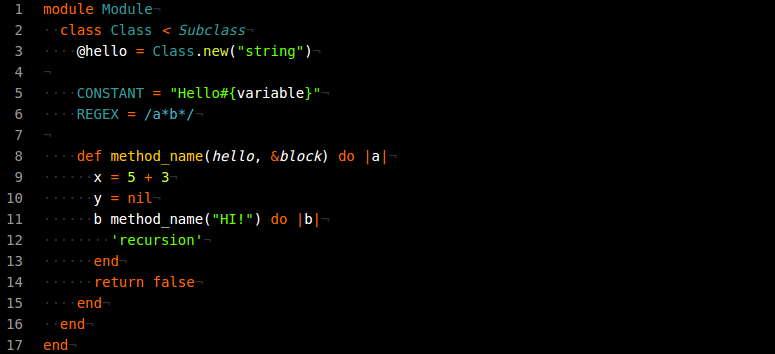 1 module Module¬
2 ··class Class < Subclass¬
3 ····@hello = Class.new("string")¬
4 ¬
5 ····CONSTANT = "Hello#{variable}"¬
6 ····REGEX = /a*b*/¬
7 ¬
8 ····def method_name(hello, &block) do |a|¬
9 ······x = 5 + 3¬
10 ······y = nil¬
11 ······b method_name("HI!") do |b|¬
12 ········'recursion'¬
13 ······end¬
14 ······return false¬
15 ····end¬
16 ··end¬
17 end¬